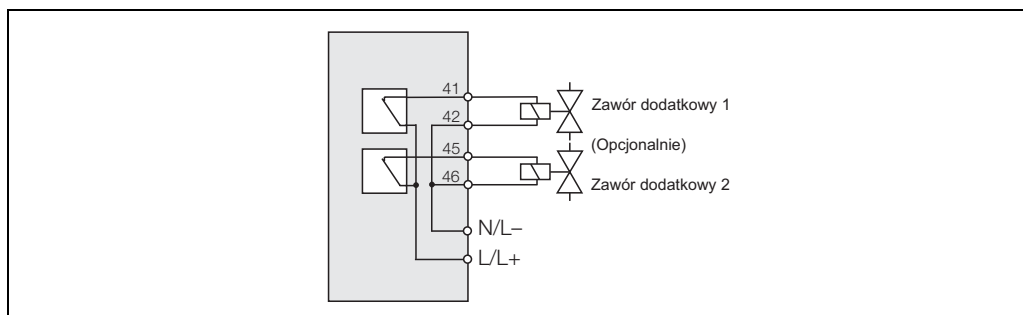 41
Zawór dodatkowy 1
42
(Opcjonalnie)
45
Zawór dodatkowy 2
46
N/L–
L/L+